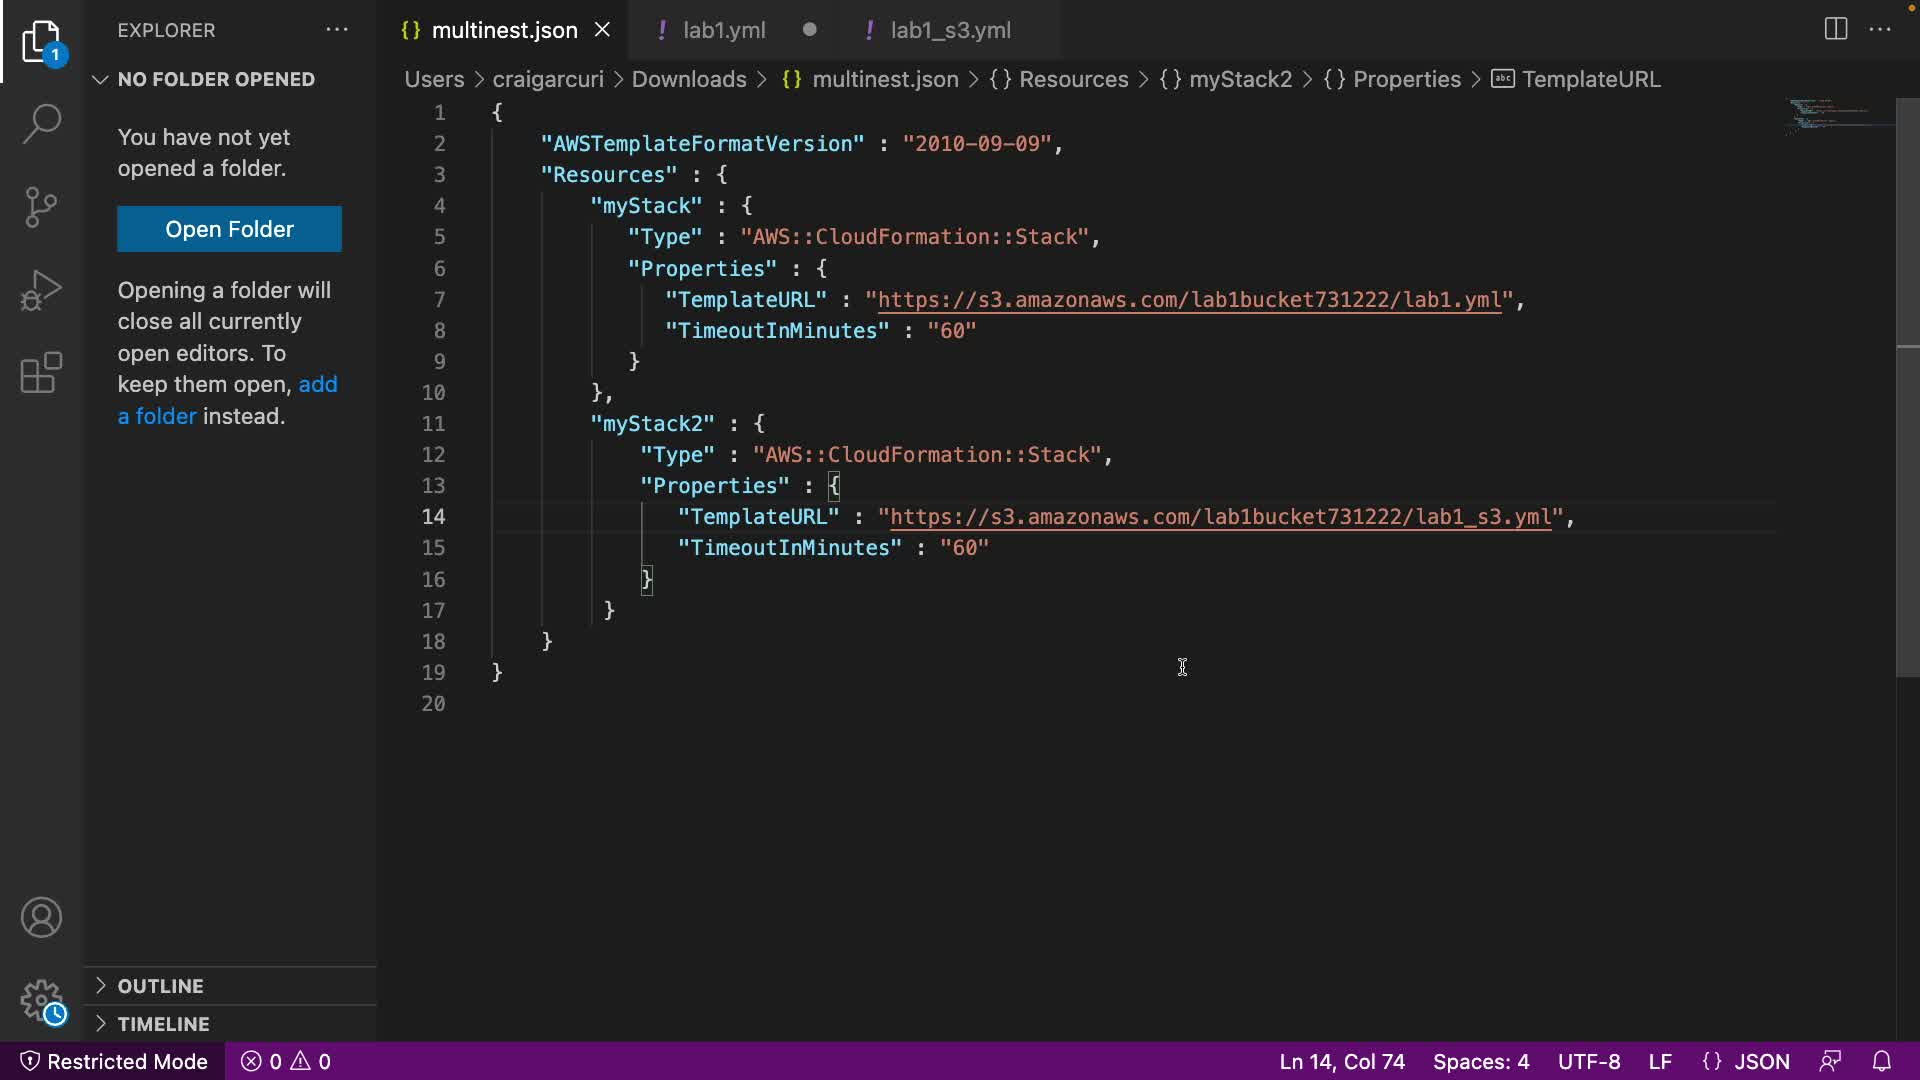 EXPLORER
1
NO FOLDER OPENED
You have not yet
opened a folder.
Open Folder
Opening a folder will
close all currently
open editors. To
keep them open, add
a folder instead.
OUTLINE
TIMELINE
{} multinest.json
! lab1.yml
! lab1_s3.yml
Users > craigarcuri > Downloads > {} multinest.json > {} Resources > {} myStack2 > {} Properties > abc TemplateURL
1 {
2 "AWSTemplateFormatVersion" : "2010-09-09",
3 "Resources" : {
4 "myStack" : {
5 "Type" : "AWS::CloudFormation::Stack",
6 "Properties" : {
7 "TemplateURL" : "https://s3.amazonaws.com/lab1bucket731222/lab1.yml",
8 "TimeoutInMinutes" : "60"
9 }
10 },
11 "myStack2" : {
12 "Type" : "AWS::CloudFormation::Stack",
13 "Properties" : {
14 "TemplateURL" : "https://s3.amazonaws.com/lab1bucket731222/lab1_s3.yml",
15 "TimeoutInMinutes" : "60"
16 }
17 }
18 }
19 }
20
Restricted Mode 0 0 Ln 14, Col 74 Spaces: 4 UTF-8 LF {} JSON